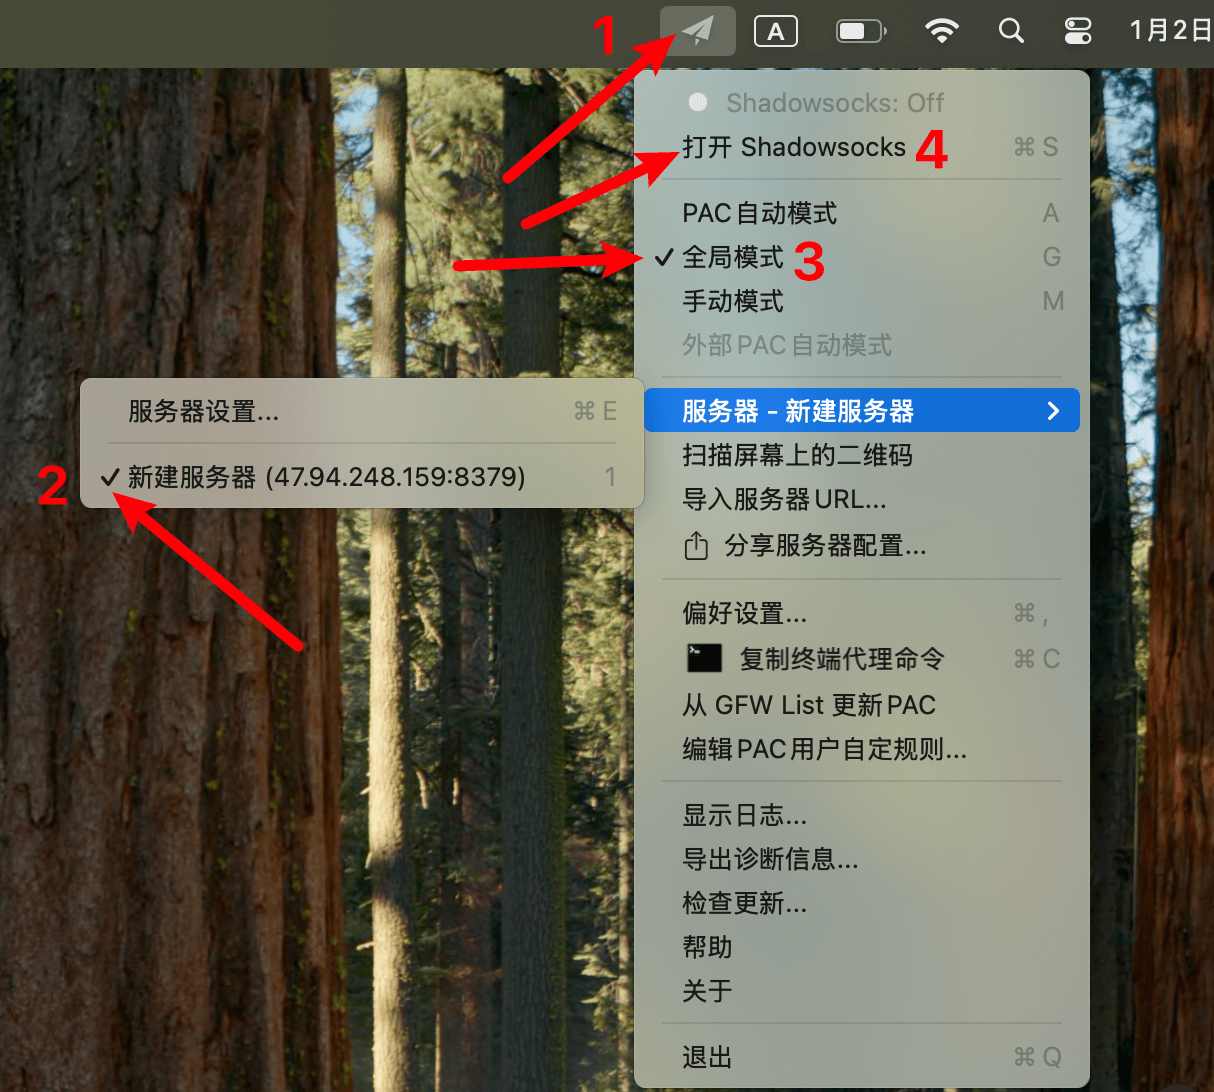 1
A
1月2日
Shadowsocks: Off
打开 Shadowsocks ⌘ S
4
PAC自动模式 A
✓ 全局模式 G
3
手动模式 M
外部PAC自动模式
服务器 - 新建服务器
服务器设置... ⌘ E
✓ 新建服务器 (47.94.248.159:8379) 1
2
扫描屏幕上的二维码
导入服务器URL...
分享服务器配置...
偏好设置... ⌘ ,
复制终端代理命令 ⌘ C
从 GFW List 更新PAC
编辑PAC用户自定规则...
显示日志...
导出诊断信息...
检查更新...
帮助
关于
退出 ⌘ Q